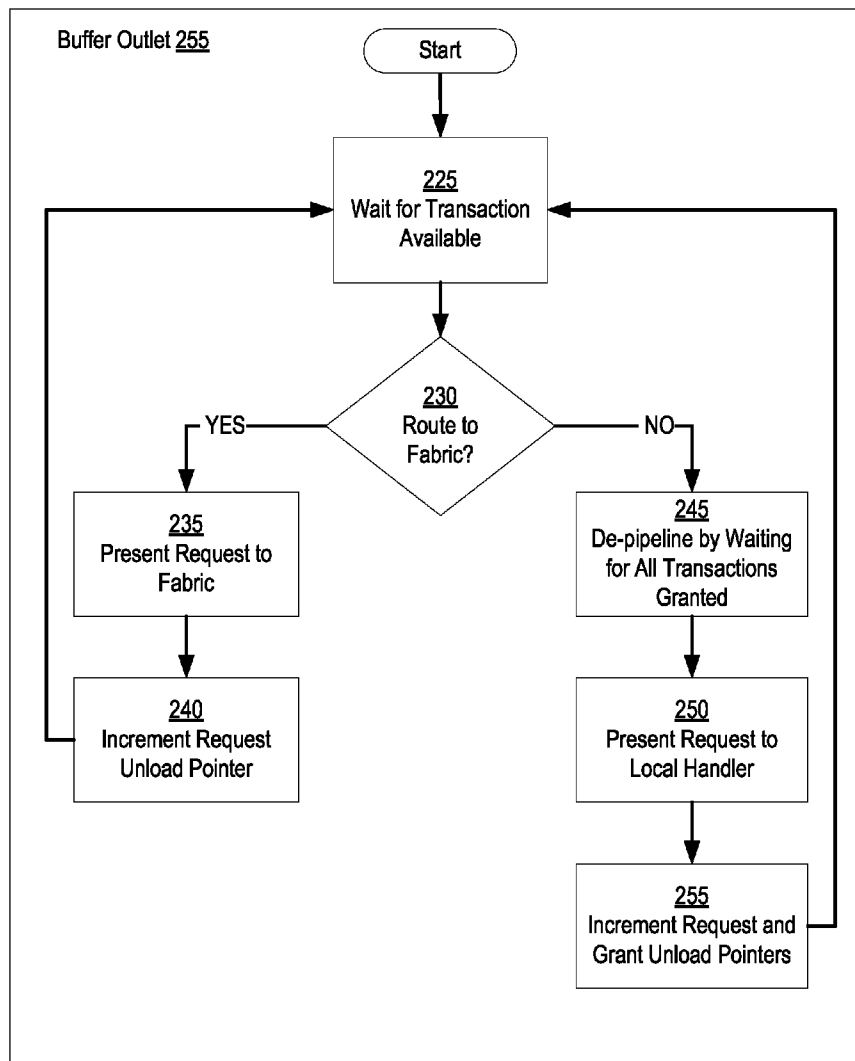 Buffer Outlet 255
Start
225
Wait for Transaction
Available
230
Route to
Fabric?
YES
NO
235
Present Request to
Fabric
245
De-pipeline by Waiting
for All Transactions
Granted
240
Increment Request
Unload Pointer
250
Present Request to
Local Handler
255
Increment Request and
Grant Unload Pointers